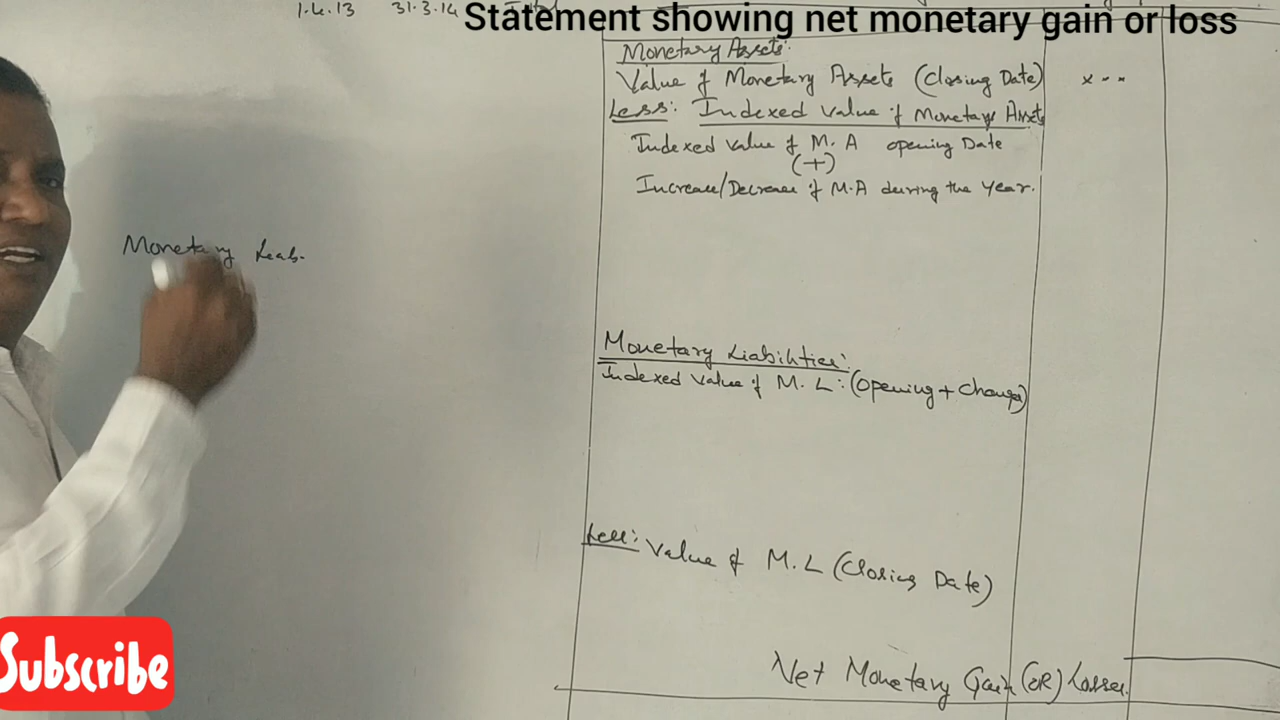 1.4.13 31.3.14
Statement showing net monetary gain or loss
Monetary Assets:
Value of Monetary Assets (Closing Date) x--
Less: Indexed value of Monetary Assets
Indexed value of M.A opening Date
(+)
Increase/Decrease of M.A during the year.
Monetary Liab.
Monetary Liabilities:
Indexed value of M.L: (Opening + Change)
Less: Value of M.L (Closing Date)
Net Monetary Gain (OR) Losses
Subscribe